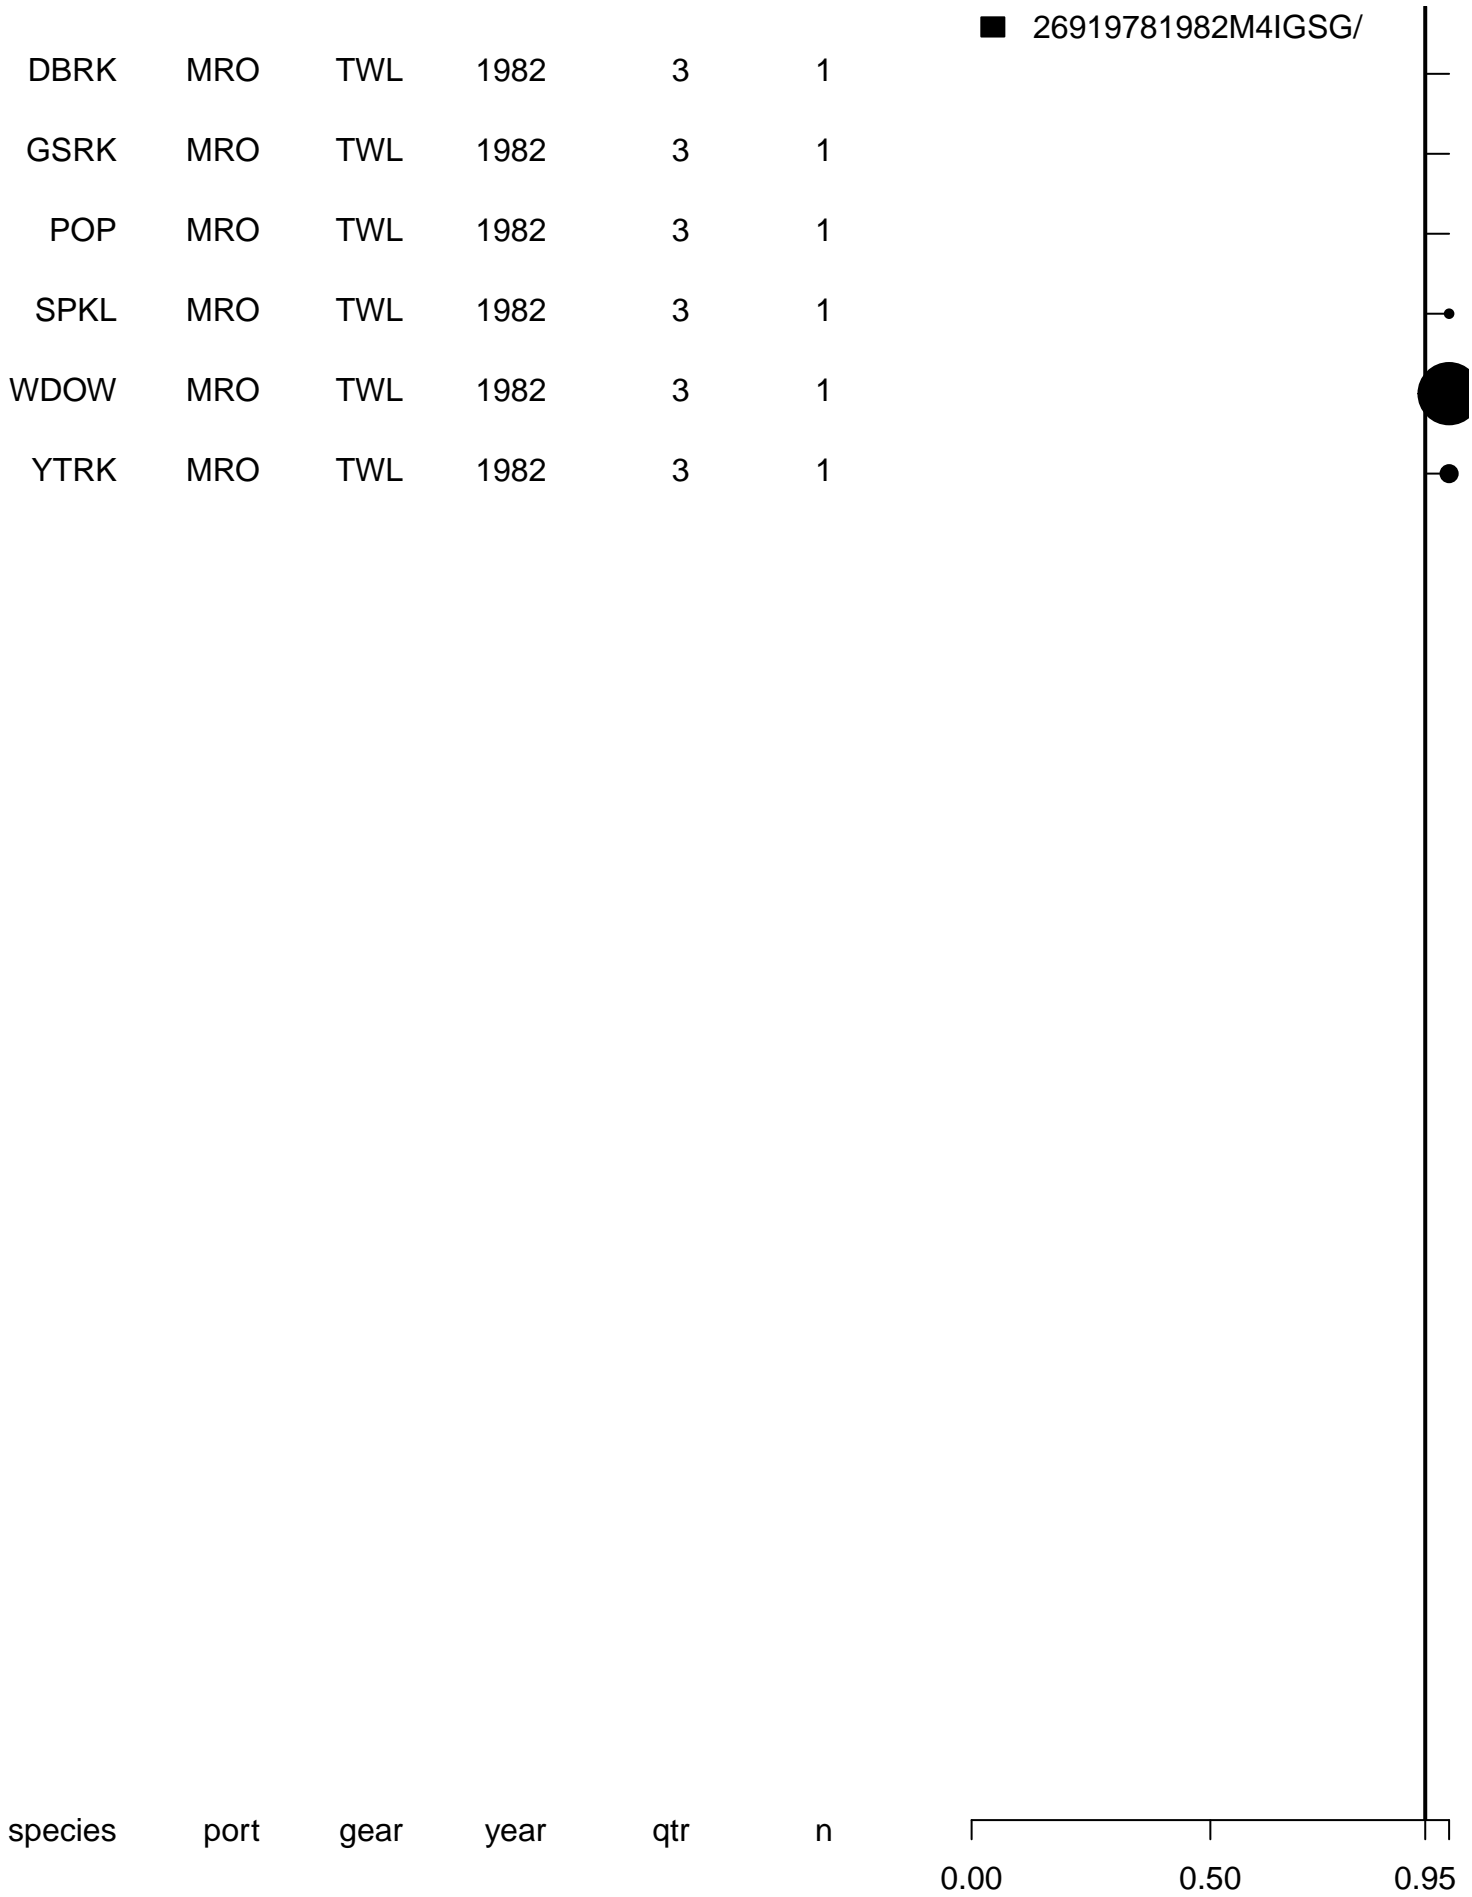 26919781982M4IGSG/
DBRK MRO TWL 1982 3 1
GSRK MRO TWL 1982 3 1
POP MRO TWL 1982 3 1
SPKL MRO TWL 1982 3 1
WDOW MRO TWL 1982 3 1
YTRK MRO TWL 1982 3 1
species port gear year qtr n
0.00 0.50 0.95